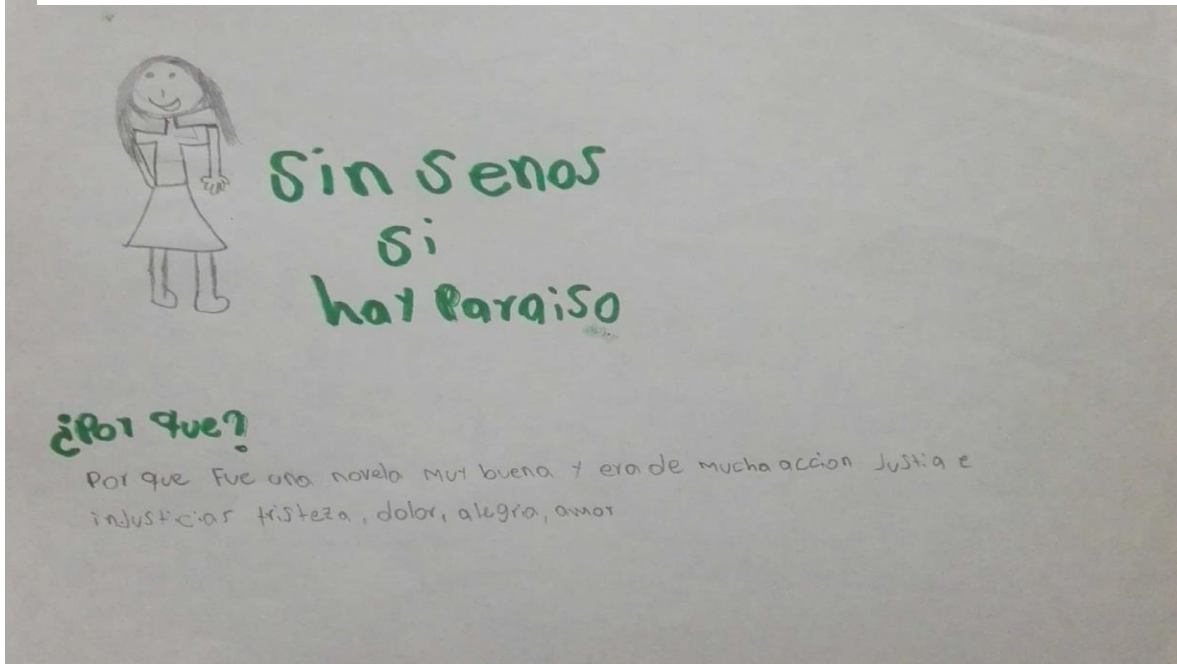 Sin Senos
Si
hay Paraiso
¿Por que?
Por que Fue una novela muy buena y era de mucha accion Justia e
injusticias tristeza, dolor, alegria, amor